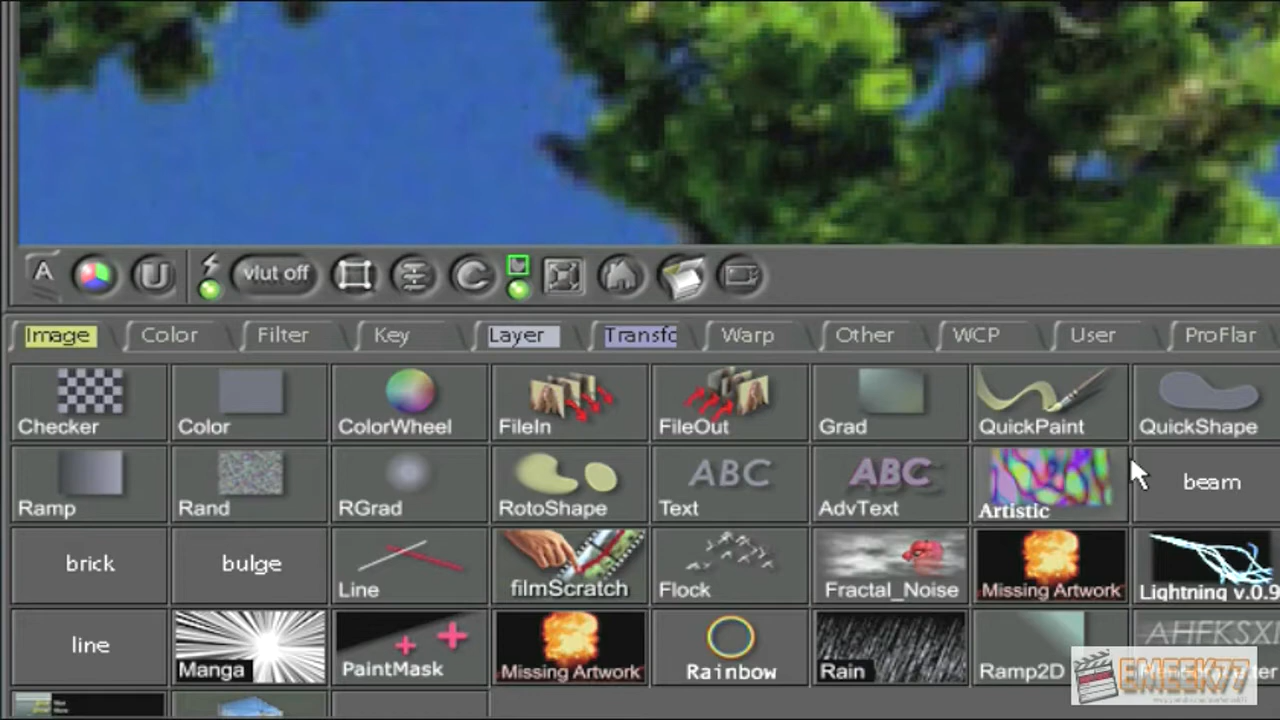 A U vlut off
Image Color Filter Key Layer Transfc Warp Other WCP User ProFlar
Checker Color ColorWheel FileIn FileOut Grad QuickPaint QuickShape
Ramp Rand RGrad RotoShape Text AdvText Artistic beam
ABC ABC
brick bulge Line filmScratch Flock Fractal_Noise Missing Artwork Lightning v.0.9
line Manga PaintMask Missing Artwork Rainbow Rain Ramp2D
AHFKSX
EMEEK77